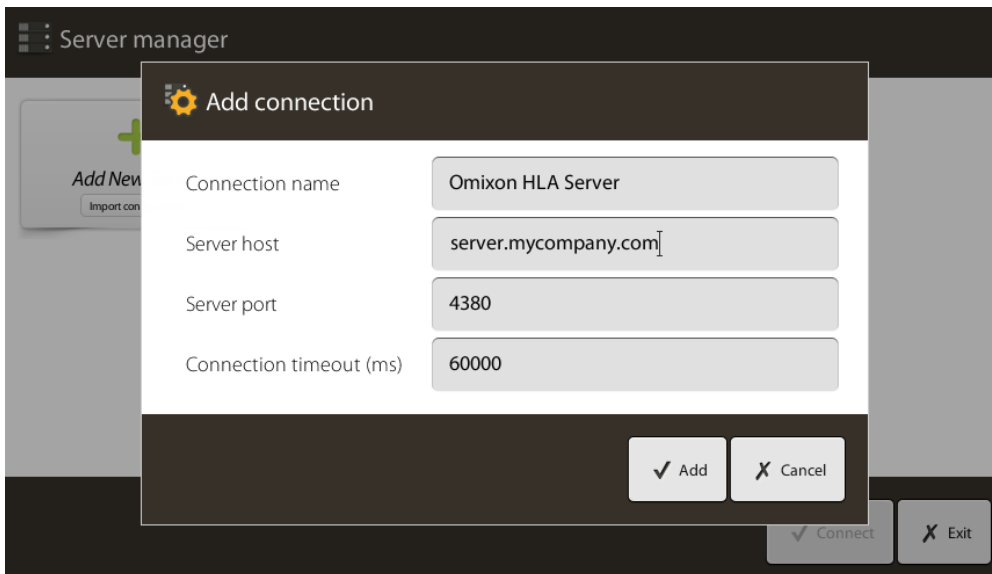 Server manager
Add connection
Add New
Import con
Connection name
Omixon HLA Server
Server host
server.mycompany.com
Server port
4380
Connection timeout (ms)
60000
Add
Cancel
Connect
Exit